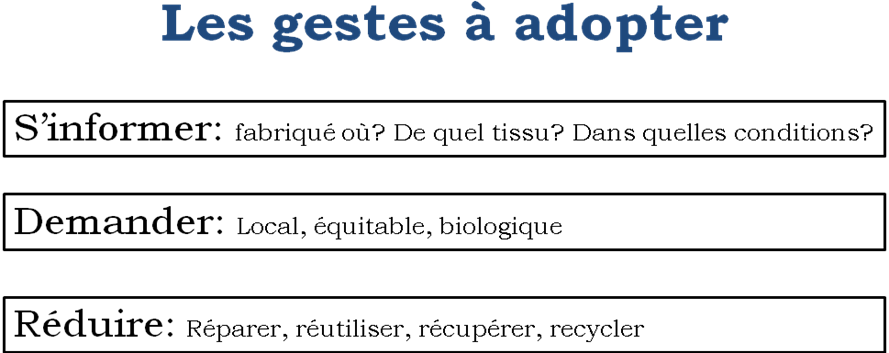 Les gestes à adopter
S’informer: fabriqué où? De quel tissu? Dans quelles conditions?
Demander: Local, équitable, biologique
Réduire: Réparer, réutiliser, récupérer, recycler